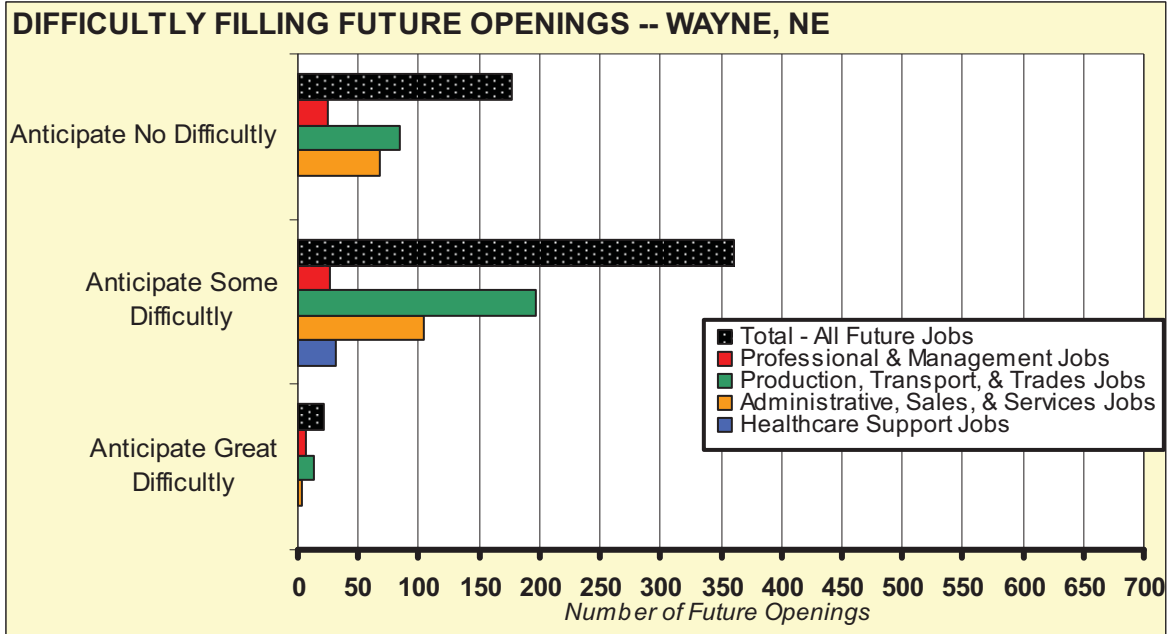 DIFFICULTLY FILLING FUTURE OPENINGS -- WAYNE, NE
Anticipate No Difficultly
Anticipate Some
Difficultly
Anticipate Great
Difficultly
Total - All Future Jobs
Professional & Management Jobs
Production, Transport, & Trades Jobs
Administrative, Sales, & Services Jobs
Healthcare Support Jobs
0 50 100 150 200 250 300 350 400 450 500 550 600 650 700
Number of Future Openings